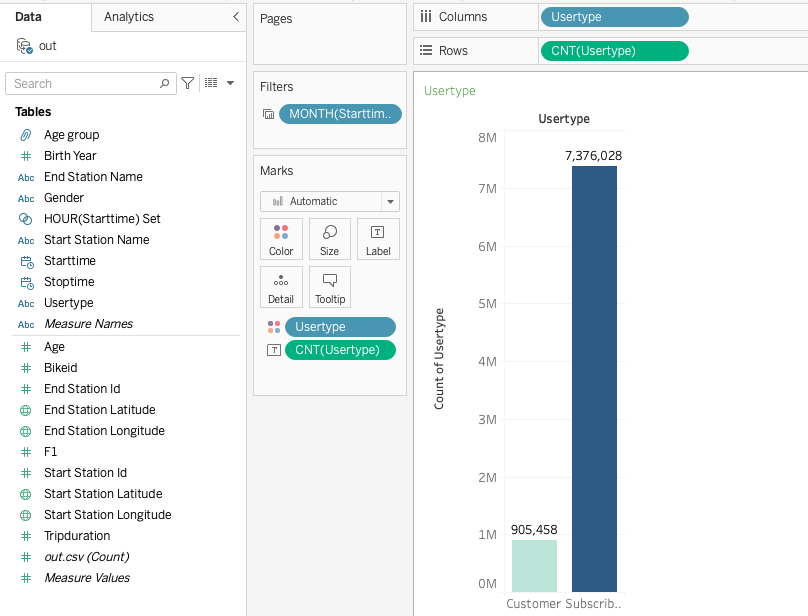 Data
Analytics
<
out
Search
Tables
Age group
# Birth Year
Abc End Station Name
Abc Gender
HOUR(Starttime) Set
Abc Start Station Name
Starttime
Stoptime
Abc Usertype
Abc Measure Names
# Age
# Bikeid
# End Station Id
End Station Latitude
End Station Longitude
# F1
# Start Station Id
Start Station Latitude
Start Station Longitude
# Tripduration
# out.csv (Count)
# Measure Values
Pages
Filters
MONTH(Starttim..
Marks
Automatic
Color
Size
T
Label
Detail
Tooltip
Usertype
T CNT(Usertype)
Columns
Usertype
Rows
CNT(Usertype)
Usertype
Usertype
Count of Usertype
8M
7M
6M
5M
4M
3M
2M
1M
0M
7,376,028
905,458
Customer Subscrib..